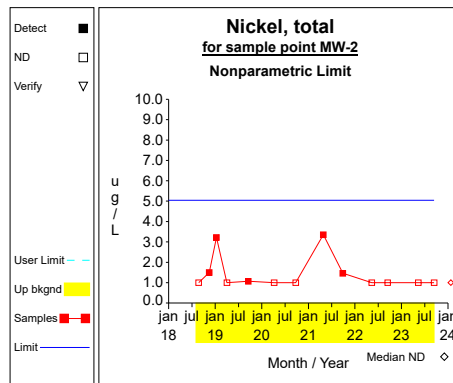 Detect
ND
Verify
User Limit
Up bkgnd
Samples
Limit
Nickel, total
for sample point MW-2
Nonparametric Limit
ug/L
10.0
9.0
8.0
7.0
6.0
5.0
4.0
3.0
2.0
1.0
0.0
jan jul jan jul jan jul jan jul jan jul jan jul jan
18 19 20 21 22 23 24
Month / Year
Median ND